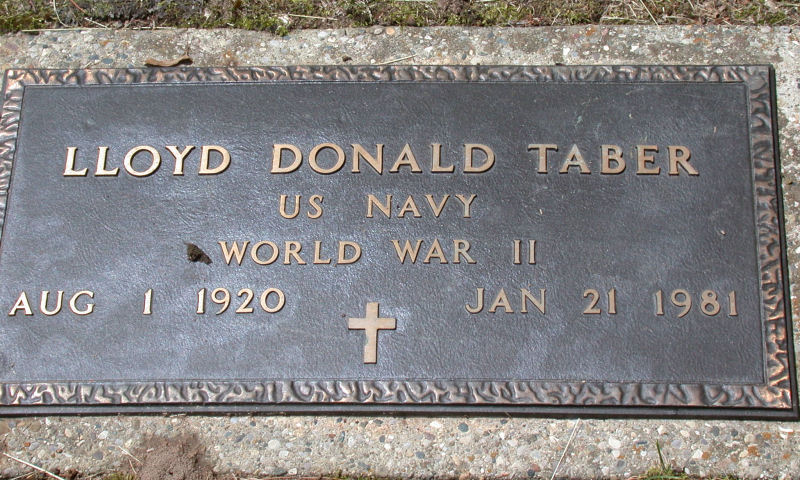 LLOYD DONALD TABER
US NAVY
WORLD WAR II
AUG 1 1920 JAN 21 1981